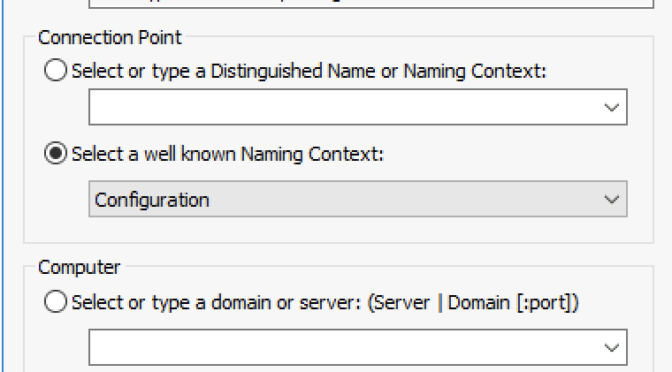 Connection Point
Select or type a Distinguished Name or Naming Context:
Select a well known Naming Context:
Configuration
Computer
Select or type a domain or server: (Server | Domain [:port])